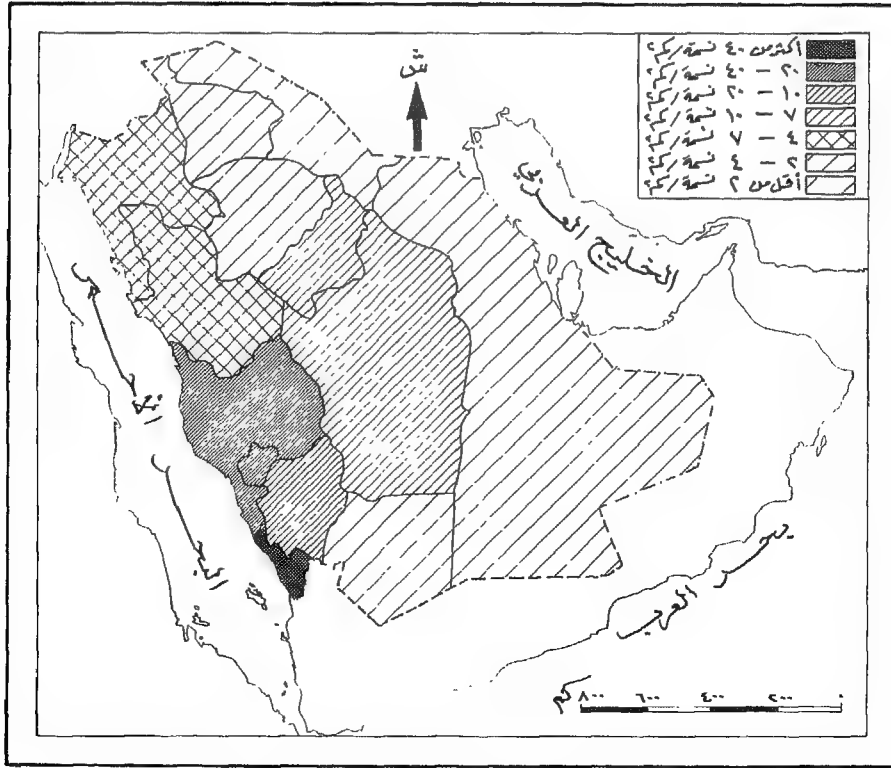 أكثر من ٤٠ نسمة/كم٢
٢٠ – ٤٠ نسمة/كم٢
١٠ – ٢٠ نسمة/كم٢
٧ – ١٠ نسمة/كم٢
٤ – ٧ نسمة/كم٢
٢ – ٤ نسمة/كم٢
أقل من ٢ نسمة/كم٢
ش
الخليج العربي
البحر الأحمر
بحر العرب
كم ٨٠٠ ٦٠٠ ٤٠٠ ٢٠٠ ٠